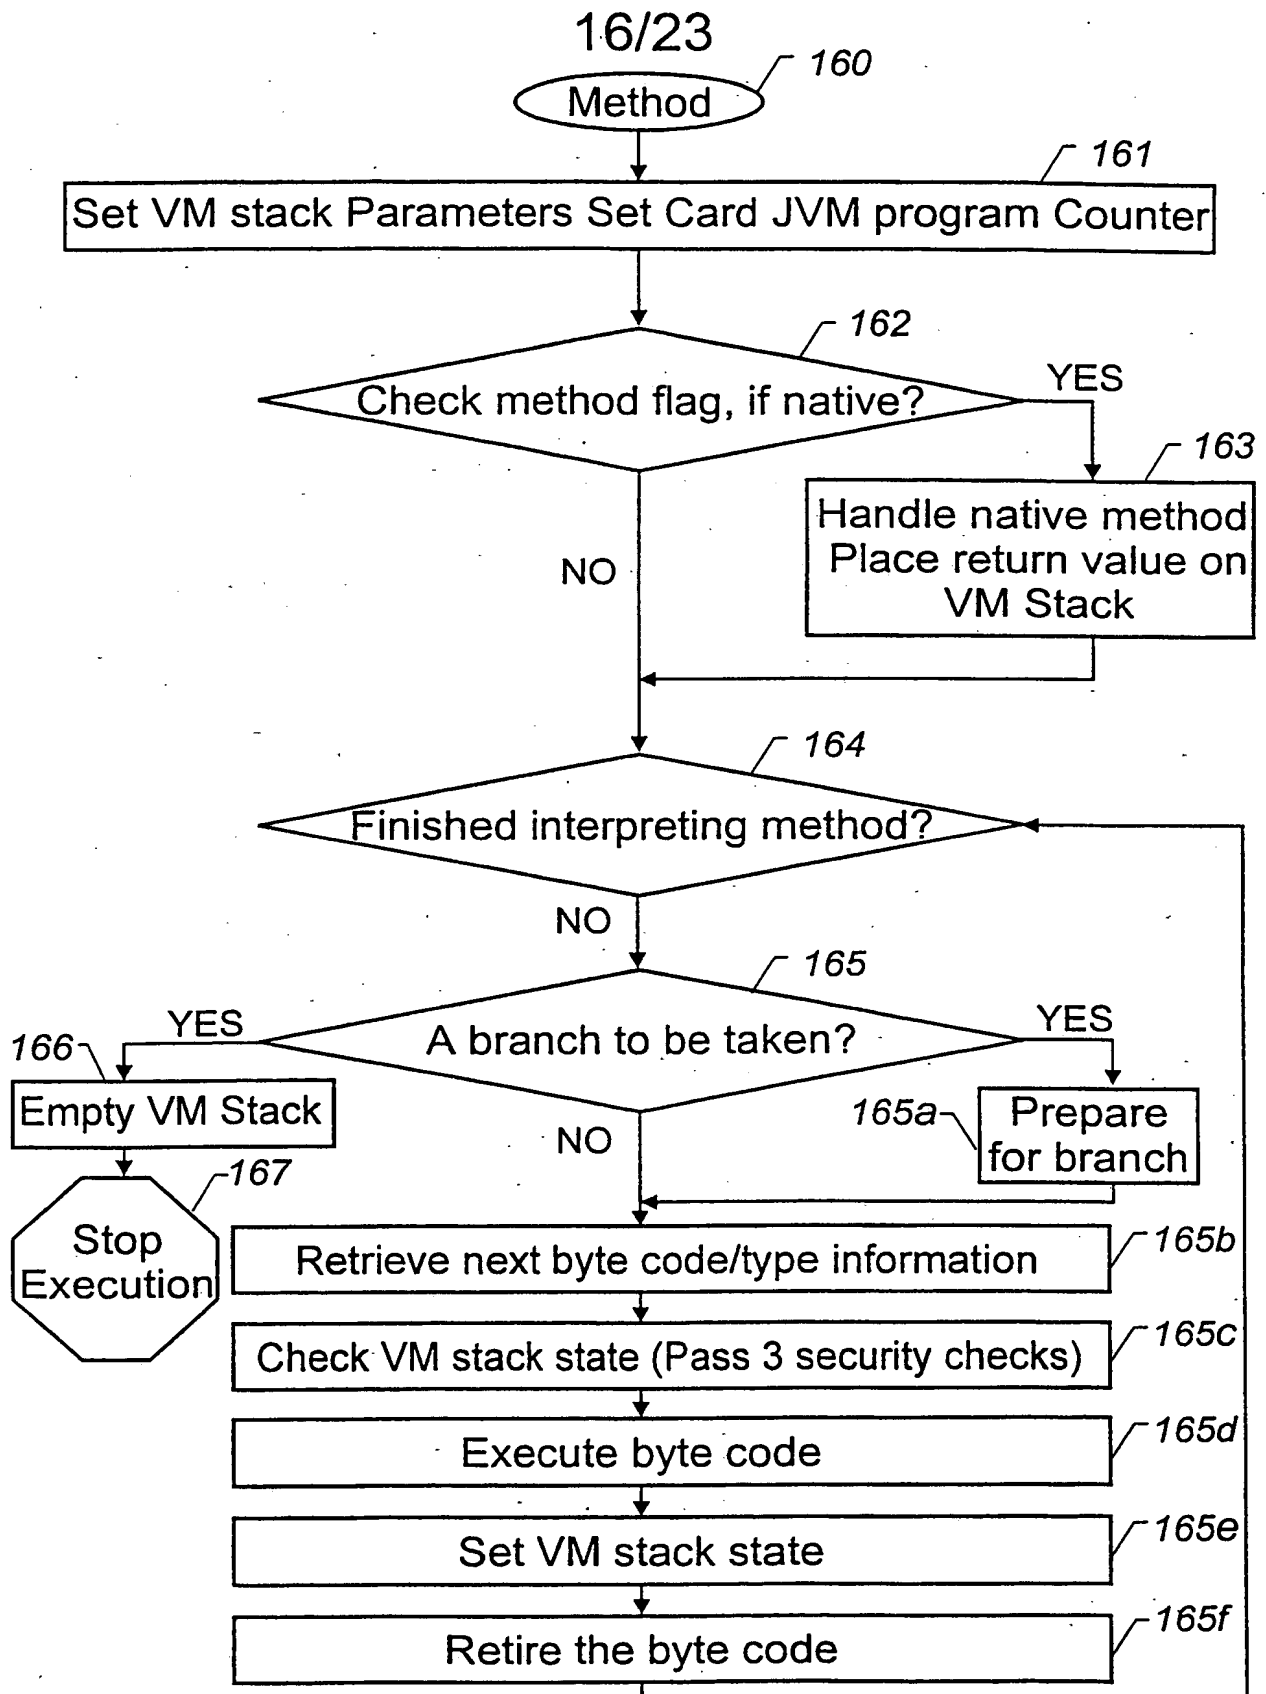 16/23
160
Method
161
Set VM stack Parameters Set Card JVM program Counter
162
Check method flag, if native?
YES
163
Handle native method
Place return value on
VM Stack
NO
164
Finished interpreting method?
NO
165
A branch to be taken?
YES
YES
166
Empty VM Stack
165a
Prepare
for branch
NO
167
Stop
Execution
165b
Retrieve next byte code/type information
165c
Check VM stack state (Pass 3 security checks)
165d
Execute byte code
165e
Set VM stack state
165f
Retire the byte code